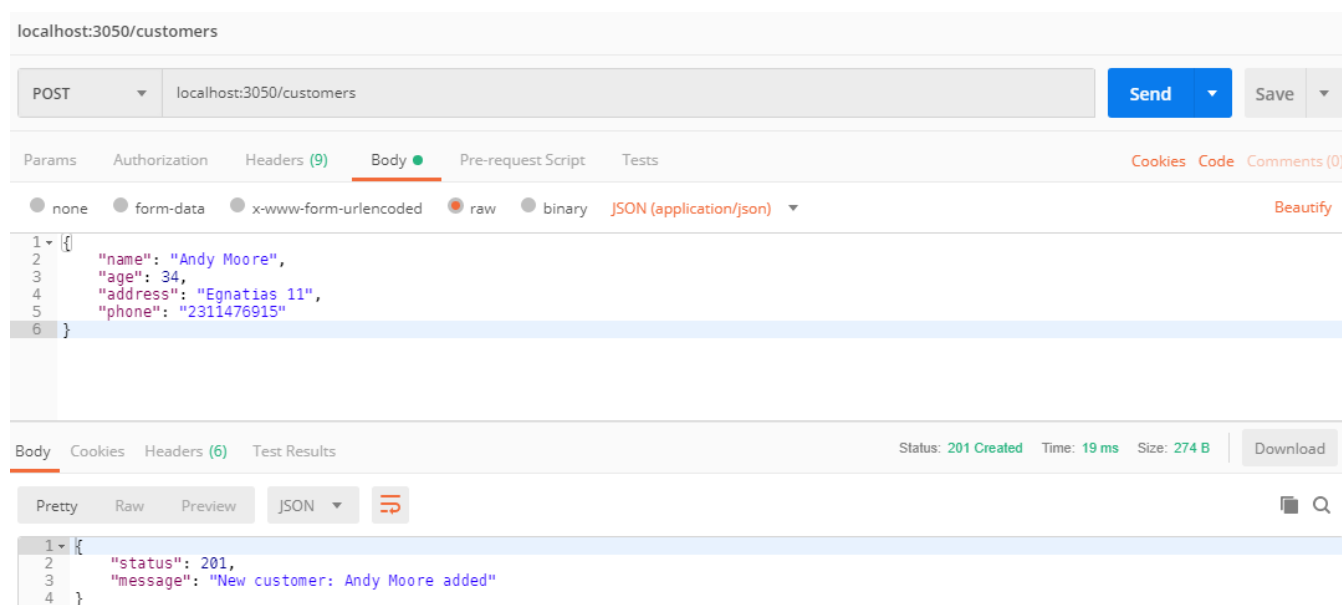 localhost:3050/customers
POST localhost:3050/customers Send Save
Params Authorization Headers (9) Body Pre-request Script Tests Cookies Code Comments (0)
none form-data x-www-form-urlencoded raw binary JSON (application/json) Beautify
1 {
2 "name": "Andy Moore",
3 "age": 34,
4 "address": "Egnatias 11",
5 "phone": "2311476915"
6 }
Body Cookies Headers (6) Test Results Status: 201 Created Time: 19 ms Size: 274 B Download
Pretty Raw Preview JSON
1 {
2 "status": 201,
3 "message": "New customer: Andy Moore added"
4 }